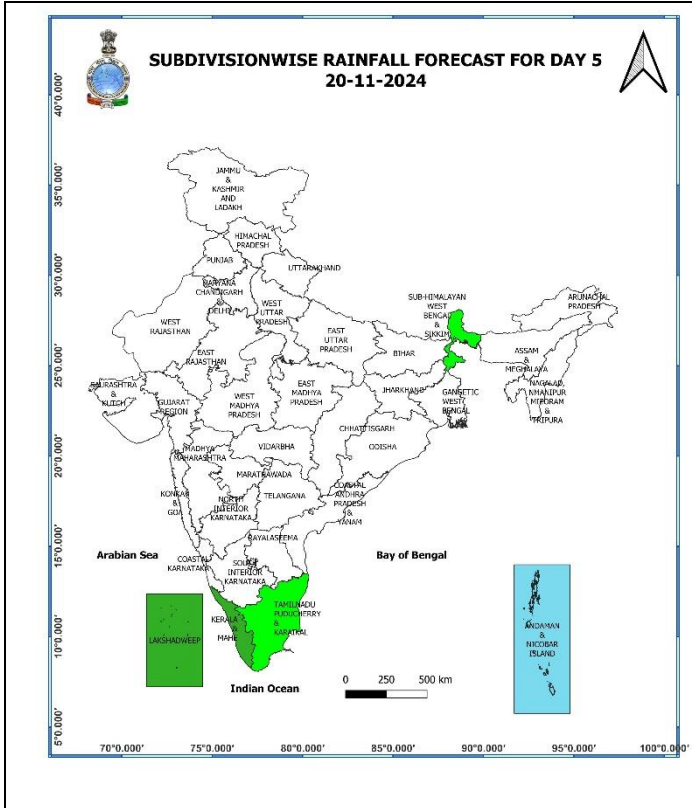 SUBDIVISIONWISE RAINFALL FORECAST FOR DAY 5
20-11-2024
40°0.000'
35°0.000'
30°0.000'
25°0.000'
20°0.000'
15°0.000'
10°0.000'
5°0.000'
JAMMU
&
KASHMIR
AND
LADAKH
HIMACHAL
PRADESH
PUNJAB
UTTARAKHAND
HARYANA
CHANDIGARH
&
DELHI
WEST
UTTAR
PRADESH
WEST
RAJASTHAN
EAST
RAJASTHAN
EAST
UTTAR
PRADESH
SUB-HIMALAYAN
WEST
BENGAL
&
SIKKIM
ARUNACHAL
PRADESH
BIHAR
ASSAM
&
MEGHALAYA
NAGALAD
NMANIPUR
MIZORAM
&
TRIPURA
SAURASHTRA
&
KUTCH
GUJARAT
REGION
WEST
MADHYA
PRADESH
EAST
MADHYA
PRADESH
JHARKHAND
GANGETIC
WEST
BENGAL
CHHATTISGARH
ODISHA
MADHYA
MAHARASHTRA
VIDARBHA
MARATHWADA
TELANGANA
KONKAN
&
GOA
NORTH
INTERIOR
KARNATAKA
COASTAL
ANDHRA
PRADESH
&
YANAM
RAYALASEEMA
Arabian Sea
Bay of Bengal
COASTAL
KARNATAKA
SOUTH
INTERIOR
KARNATAKA
LAKSHADWEEP
KERALA
&
MAHE
TAMILNADU
PUDUCHERRY
&
KARAIKAL
ANDAMAN
&
NICOBAR
ISLAND
Indian Ocean
0 250 500 km
70°0.000' 75°0.000' 80°0.000' 85°0.000' 90°0.000' 95°0.000' 100°0.000'